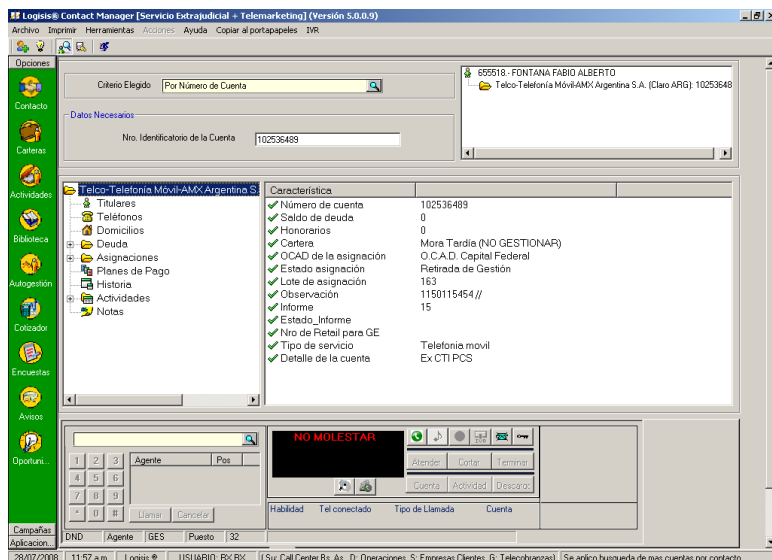 Logisis® Contact Manager [Servicio Extrajudicial + Telemarketing] (Versión 5.0.0.9)
Archivo Imprimir Herramientas Acciones Ayuda Copiar al portapapeles IVR
Opciones
Contacto
Carteras
Actividades
Biblioteca
Autogestión
Cotizador
Encuestas
Avisos
Oportuni...
Campañas
Aplicacion...
Criterio Elegido Por Número de Cuenta
Datos Necesarios
Nro. Identificatorio de la Cuenta 102536489
655518.- FONTANA FABIO ALBERTO
Telco-Telefonía Móvil-AMX Argentina S.A. (Claro ARG): 10253648
Telco-Telefonía Móvil-AMX Argentina S.
Titulares
Teléfonos
Domicilios
Deuda
Asignaciones
Planes de Pago
Historia
Actividades
Notas
Característica
Número de cuenta 102536489
Saldo de deuda 0
Honorarios 0
Cartera Mora Tardía (NO GESTIONAR)
OCAD de la asignación O.C.A.D. Capital Federal
Estado asignación Retirada de Gestión
Lote de asignación 163
Observación 1150115454 //
Informe 15
Estado_Informe
Nro de Retail para GE
Tipo de servicio Telefonia movil
Detalle de la cuenta Ex CTI PCS
1 2 3
4 5 6
7 8 9
* 0 #
Agente Pos
Llamar Cancelar
NO MOLESTAR
Atender Cortar Terminar
Cuenta Actividad Descarga
Habilidad Tel conectado Tipo de Llamada Cuenta
DND Agente GES Puesto 32
28/07/2008 11:57 a.m. Logisis ® USUARIO: BX BX (Su: Call Center Bs. As., D: Operaciones, S: Empresas Clientes, G: Telecobranzas) Se aplico busqueda de mas cuentas por contacto